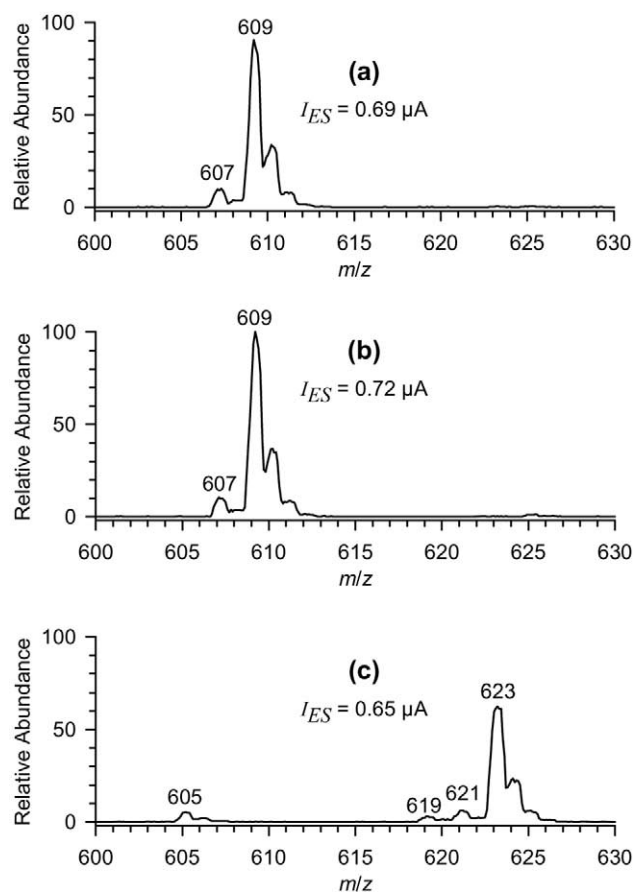 Relative Abundance
100
50
0
609
607
(a)
I_ES = 0.69 µA
600 605 610 615 620 625 630
m/z
Relative Abundance
100
50
0
609
607
(b)
I_ES = 0.72 µA
600 605 610 615 620 625 630
m/z
Relative Abundance
100
50
0
605
619
621
623
(c)
I_ES = 0.65 µA
600 605 610 615 620 625 630
m/z